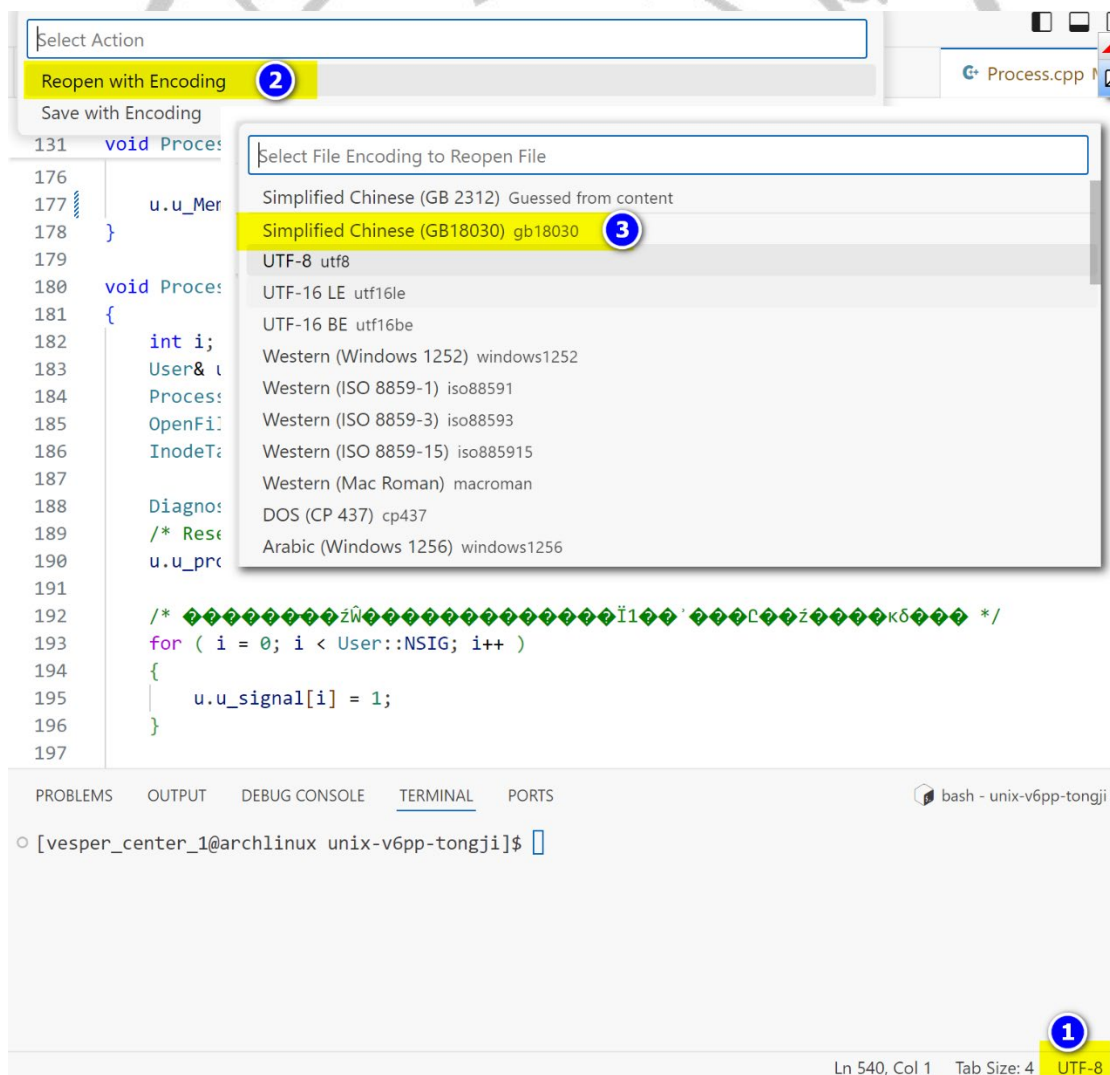 Select Action
Reopen with Encoding 2
Save with Encoding
Process.cpp
131 void Proces
Select File Encoding to Reopen File
176
177 u.u_Mem
Simplified Chinese (GB 2312) Guessed from content
178 }
Simplified Chinese (GB18030) gb18030 3
179
UTF-8 utf8
180 void Proces
UTF-16 LE utf16le
181 {
UTF-16 BE utf16be
182 int i;
Western (Windows 1252) windows1252
183 User& u
Western (ISO 8859-1) iso88591
184 Process
Western (ISO 8859-3) iso88593
185 OpenFil
Western (ISO 8859-15) iso885915
186 InodeTa
187
Western (Mac Roman) macroman
188 Diagnos
DOS (CP 437) cp437
189 /* Rese
Arabic (Windows 1256) windows1256
190 u.u_pro
191
192 /* */
193 for ( i = 0; i < User::NSIG; i++ )
194 {
195 u.u_signal[i] = 1;
196 }
197
PROBLEMS OUTPUT DEBUG CONSOLE TERMINAL PORTS bash - unix-v6pp-tongji
[vesper_center_1@archlinux unix-v6pp-tongji]$
1
Ln 540, Col 1 Tab Size: 4 UTF-8